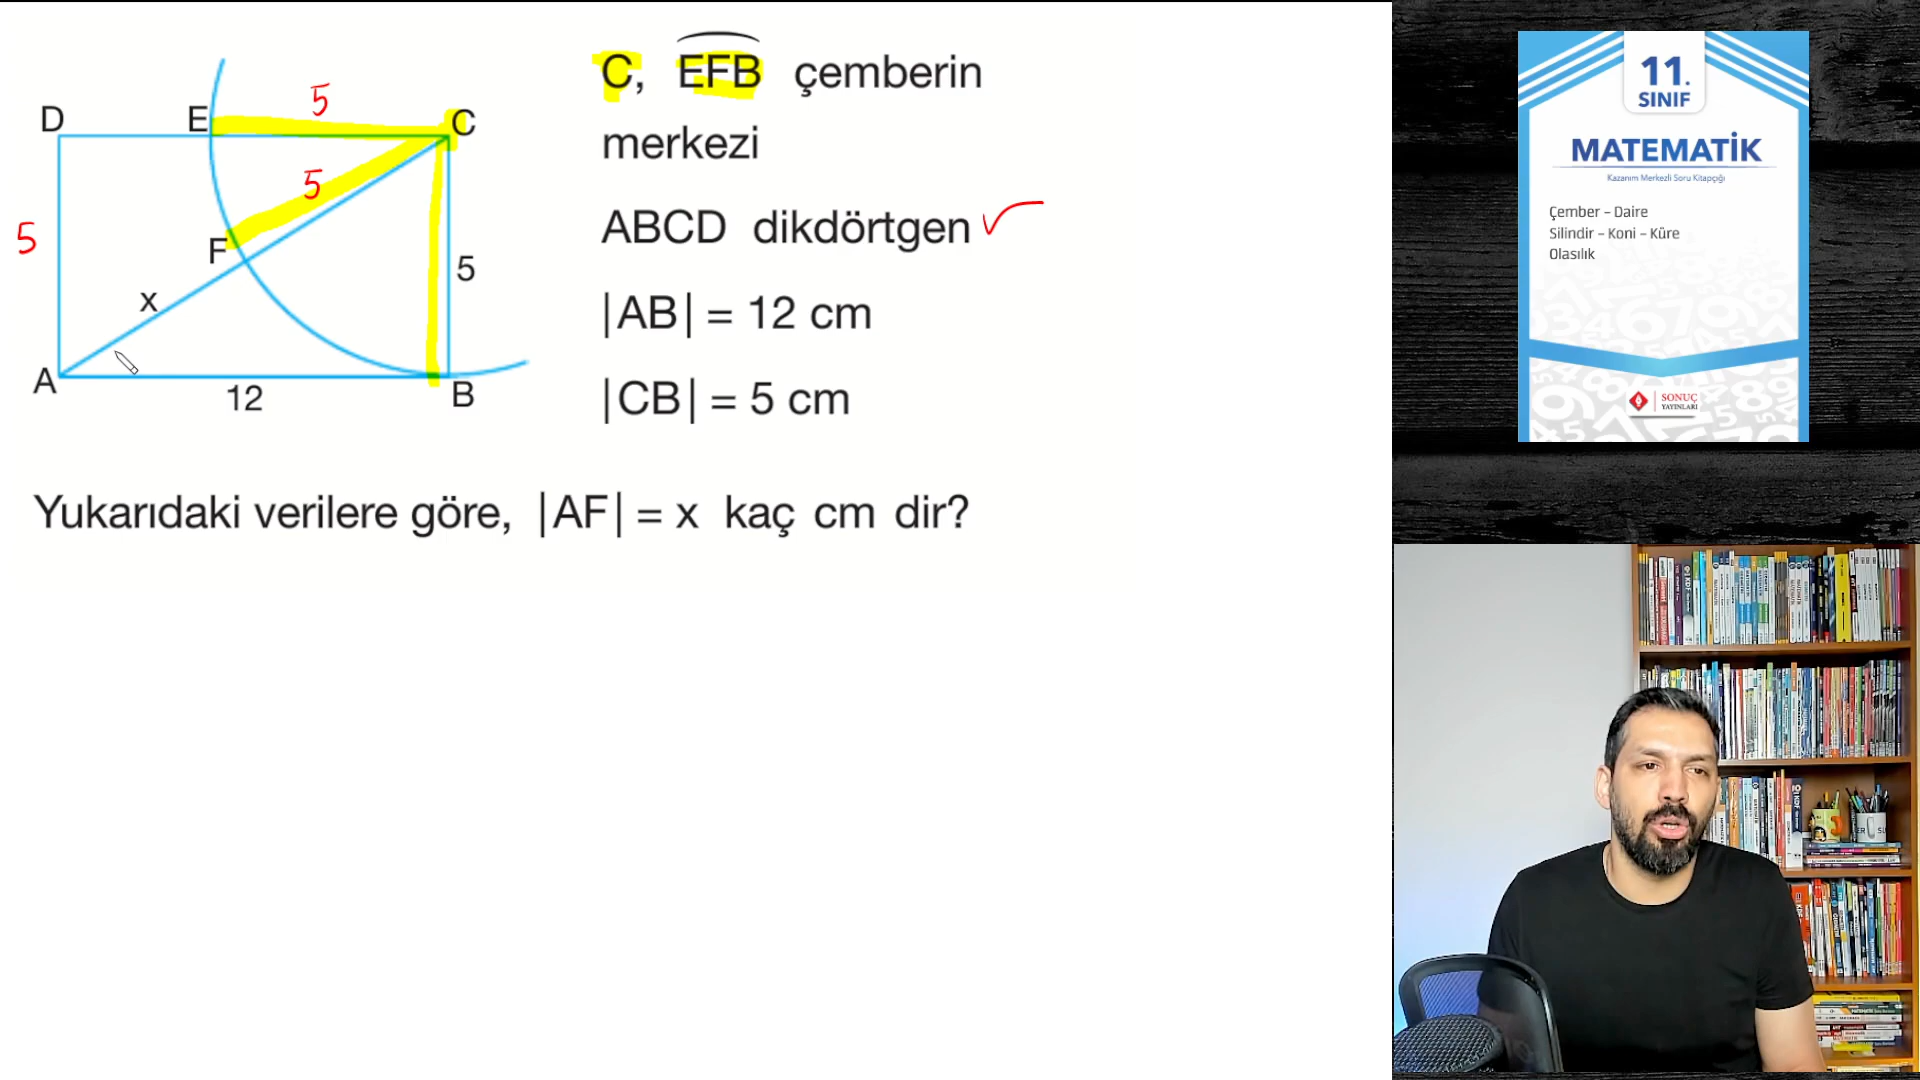 C, EFB çemberin
merkezi
ABCD dikdörtgen
|AB| = 12 cm
|CB| = 5 cm
D
E
5
C
5
5
F
x
5
A
12
B
Yukarıdaki verilere göre, |AF| = x kaç cm dir?
11.
SINIF
MATEMATİK
Kazanım Merkezli Soru Kitapçığı
Çember – Daire
Silindir – Koni – Küre
Olasılık
SONUÇ
YAYINLARI